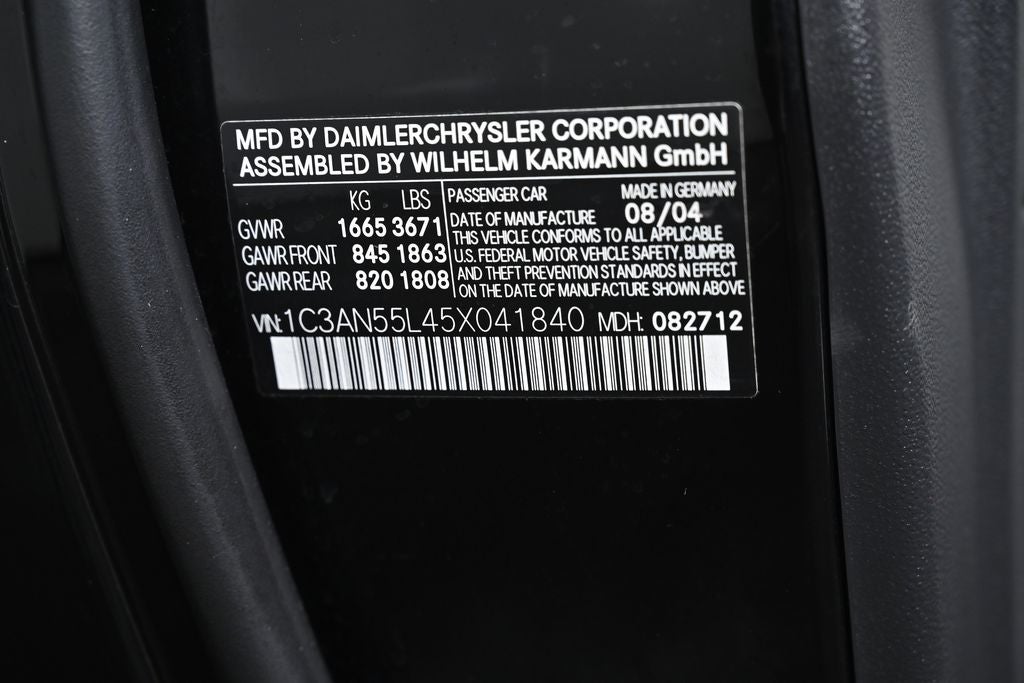 MFD BY DAIMLERCHRYSLER CORPORATION
ASSEMBLED BY WILHELM KARMANN GmbH
KG LBS
GVWR 1665 3671
GAWR FRONT 845 1863
GAWR REAR 820 1808
PASSENGER CAR MADE IN GERMANY
DATE OF MANUFACTURE 08/04
THIS VEHICLE CONFORMS TO ALL APPLICABLE
U.S. FEDERAL MOTOR VEHICLE SAFETY, BUMPER
AND THEFT PREVENTION STANDARDS IN EFFECT
ON THE DATE OF MANUFACTURE SHOWN ABOVE
VIN: 1C3AN55L45X041840 MDH: 082712